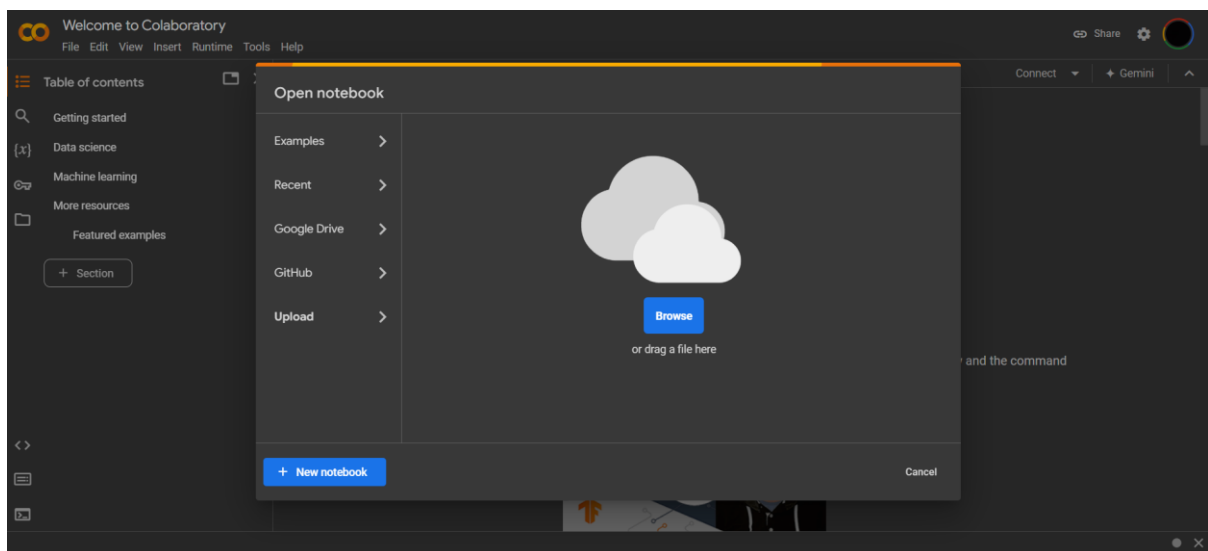 Welcome to Colaboratory
File Edit View Insert Runtime Tools Help
Share
Table of contents
Connect
Gemini
Getting started
Data science
Machine learning
More resources
Featured examples
+ Section
Open notebook
Examples
Recent
Google Drive
GitHub
Upload
Browse
or drag a file here
+ New notebook
Cancel
and the command